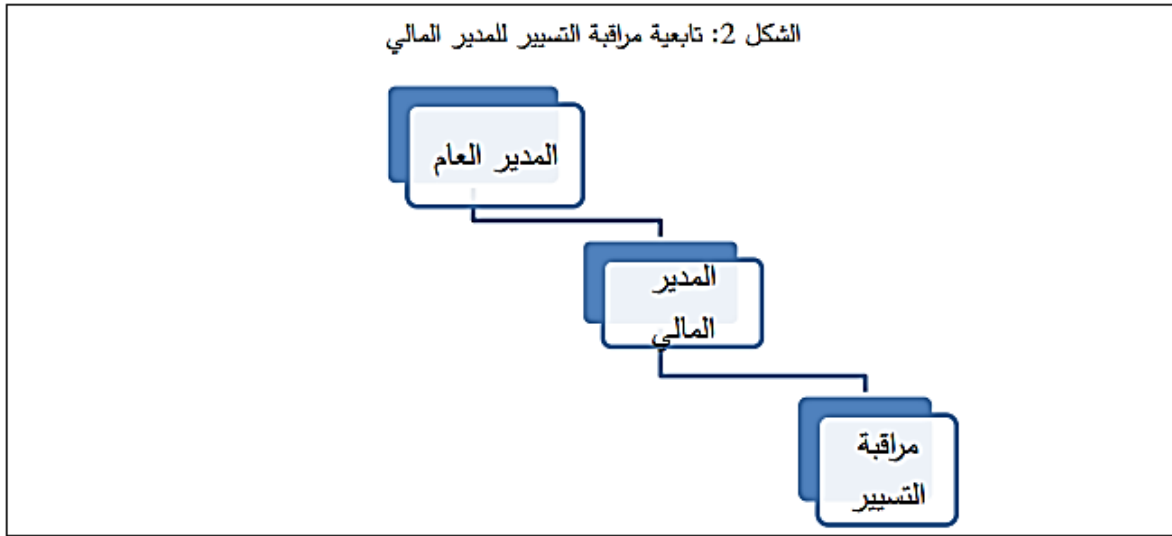 الشكل 2: تابعية مراقبة التسيير للمدير المالي
المدير العام
المدير
المالي
مراقبة
التسيير